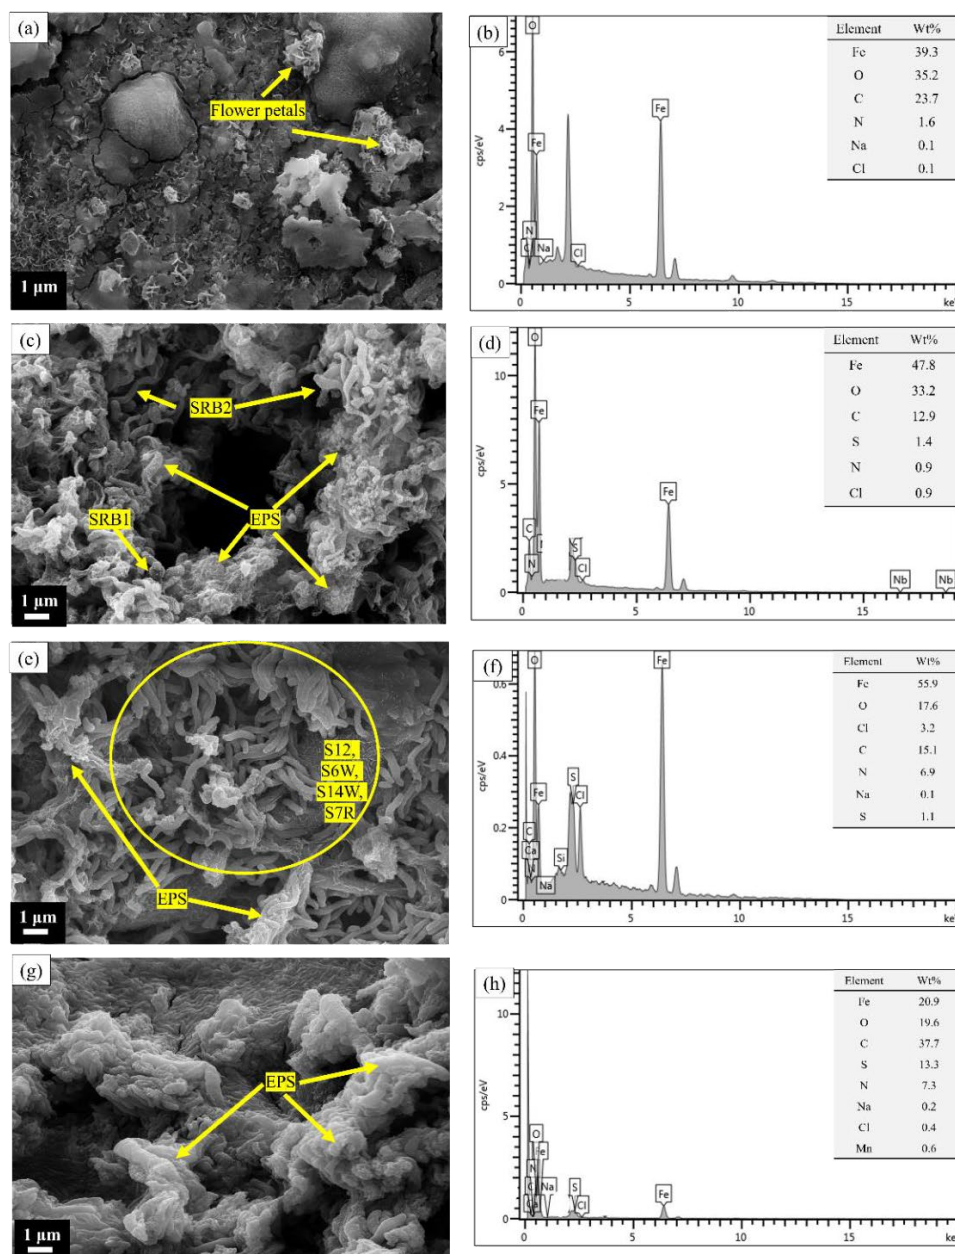 (a)
Flower petals
1 μm
(b)
cps/eV
6
4
2
0
O
Fe
N
C
Na
Cl
Fe
0
5
10
15
keV
Element Wt%
Fe 39.3
O 35.2
C 23.7
N 1.6
Na 0.1
Cl 0.1
(c)
SRB2
SRB1
EPS
1 μm
(d)
cps/eV
10
5
0
O
Fe
C
N
S
Cl
Fe
Nb
Nb
0
5
10
15
keV
Element Wt%
Fe 47.8
O 33.2
C 12.9
S 1.4
N 0.9
Cl 0.9
(e)
S12,
S6W,
S14W,
S7R
EPS
1 μm
(f)
cps/eV
0.6
0.4
0.2
0
O
Fe
Fe
S
Cl
C
Ca
N
Na
Si
0
5
10
15
keV
Element Wt%
Fe 55.9
O 17.6
Cl 3.2
C 15.1
N 6.9
Na 0.1
S 1.1
(g)
EPS
1 μm
(h)
cps/eV
10
5
0
O
Fe
N
C
Na
Ca
S
Cl
Fe
0
5
10
15
keV
Element Wt%
Fe 20.9
O 19.6
C 37.7
S 13.3
N 7.3
Na 0.2
Cl 0.4
Mn 0.6